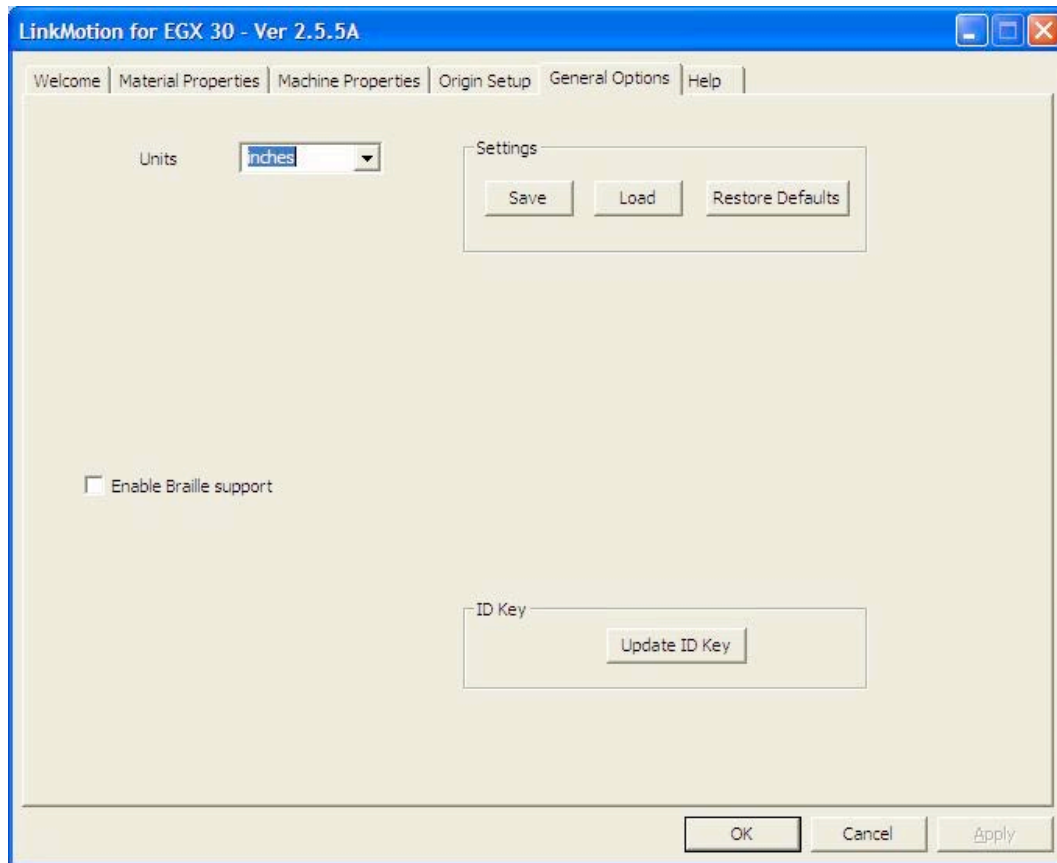 LinkMotion for EGX 30 - Ver 2.5.5A
Welcome Material Properties Machine Properties Origin Setup General Options Help
Units inches
Settings
Save Load Restore Defaults
Enable Braille support
ID Key
Update ID Key
OK Cancel Apply